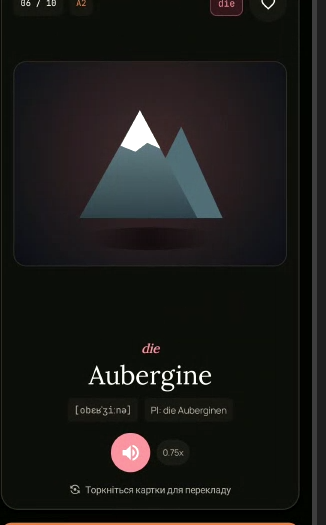 06 / 10 A2 die
die
Aubergine
[obɛʁˈʒiːnə] Pl: die Auberginen
0.75x
Торкніться картки для перекладу